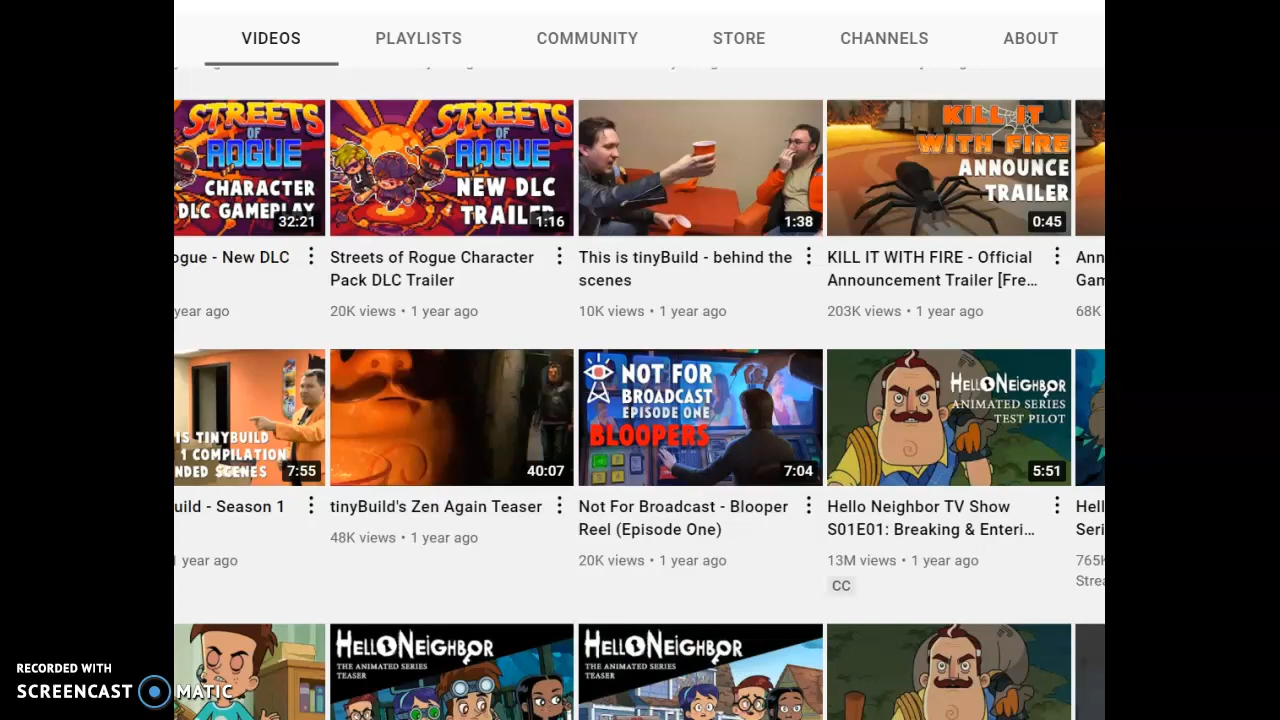 VIDEOS PLAYLISTS COMMUNITY STORE CHANNELS ABOUT
STREETS
OF
ROGUE
CHARACTER
DLC GAMEPLAY
32:21
STREETS
OF
ROGUE
NEW DLC
TRAILER
1:16
1:38
KILL IT
WITH FIRE
ANNOUNCE
TRAILER
0:45
ogue - New DLC
year ago
Streets of Rogue Character
Pack DLC Trailer
20K views • 1 year ago
This is tinyBuild - behind the
scenes
10K views • 1 year ago
KILL IT WITH FIRE - Official
Announcement Trailer [Fre...
203K views • 1 year ago
Ann
Gam
68K
IS TINYBUILD
1 COMPILATION
NDED SCENES
7:55
40:07
NOT FOR
BROADCAST
EPISODE ONE
BLOOPERS
7:04
HELLO NEIGHBOR
ANIMATED SERIES
TEST PILOT
5:51
uild - Season 1
year ago
tinyBuild's Zen Again Teaser
48K views • 1 year ago
Not For Broadcast - Blooper
Reel (Episode One)
20K views • 1 year ago
Hello Neighbor TV Show
S01E01: Breaking & Enteri...
13M views • 1 year ago
CC
Hell
Seri
765K
Strea
HELLO NEIGHBOR
THE ANIMATED SERIES
TEASER
HELLO NEIGHBOR
THE ANIMATED SERIES
TEASER
RECORDED WITH
SCREENCAST MATIC